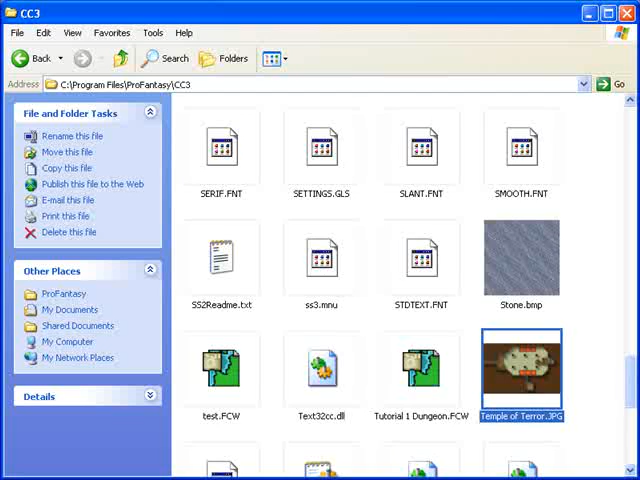 CC3
File Edit View Favorites Tools Help
Back Search Folders
Address C:\Program Files\ProFantasy\CC3 Go
File and Folder Tasks
Rename this file
Move this file
Copy this file
Publish this file to the Web
E-mail this file
Print this file
Delete this file
Other Places
ProFantasy
My Documents
Shared Documents
My Computer
My Network Places
Details
SERIF.FNT SETTINGS.GLS SLANT.FNT SMOOTH.FNT
SS2Readme.txt ss3.mnu STDTEXT.FNT Stone.bmp
test.FCW Text32cc.dll Tutorial 1 Dungeon.FCW Temple of Terror.JPG